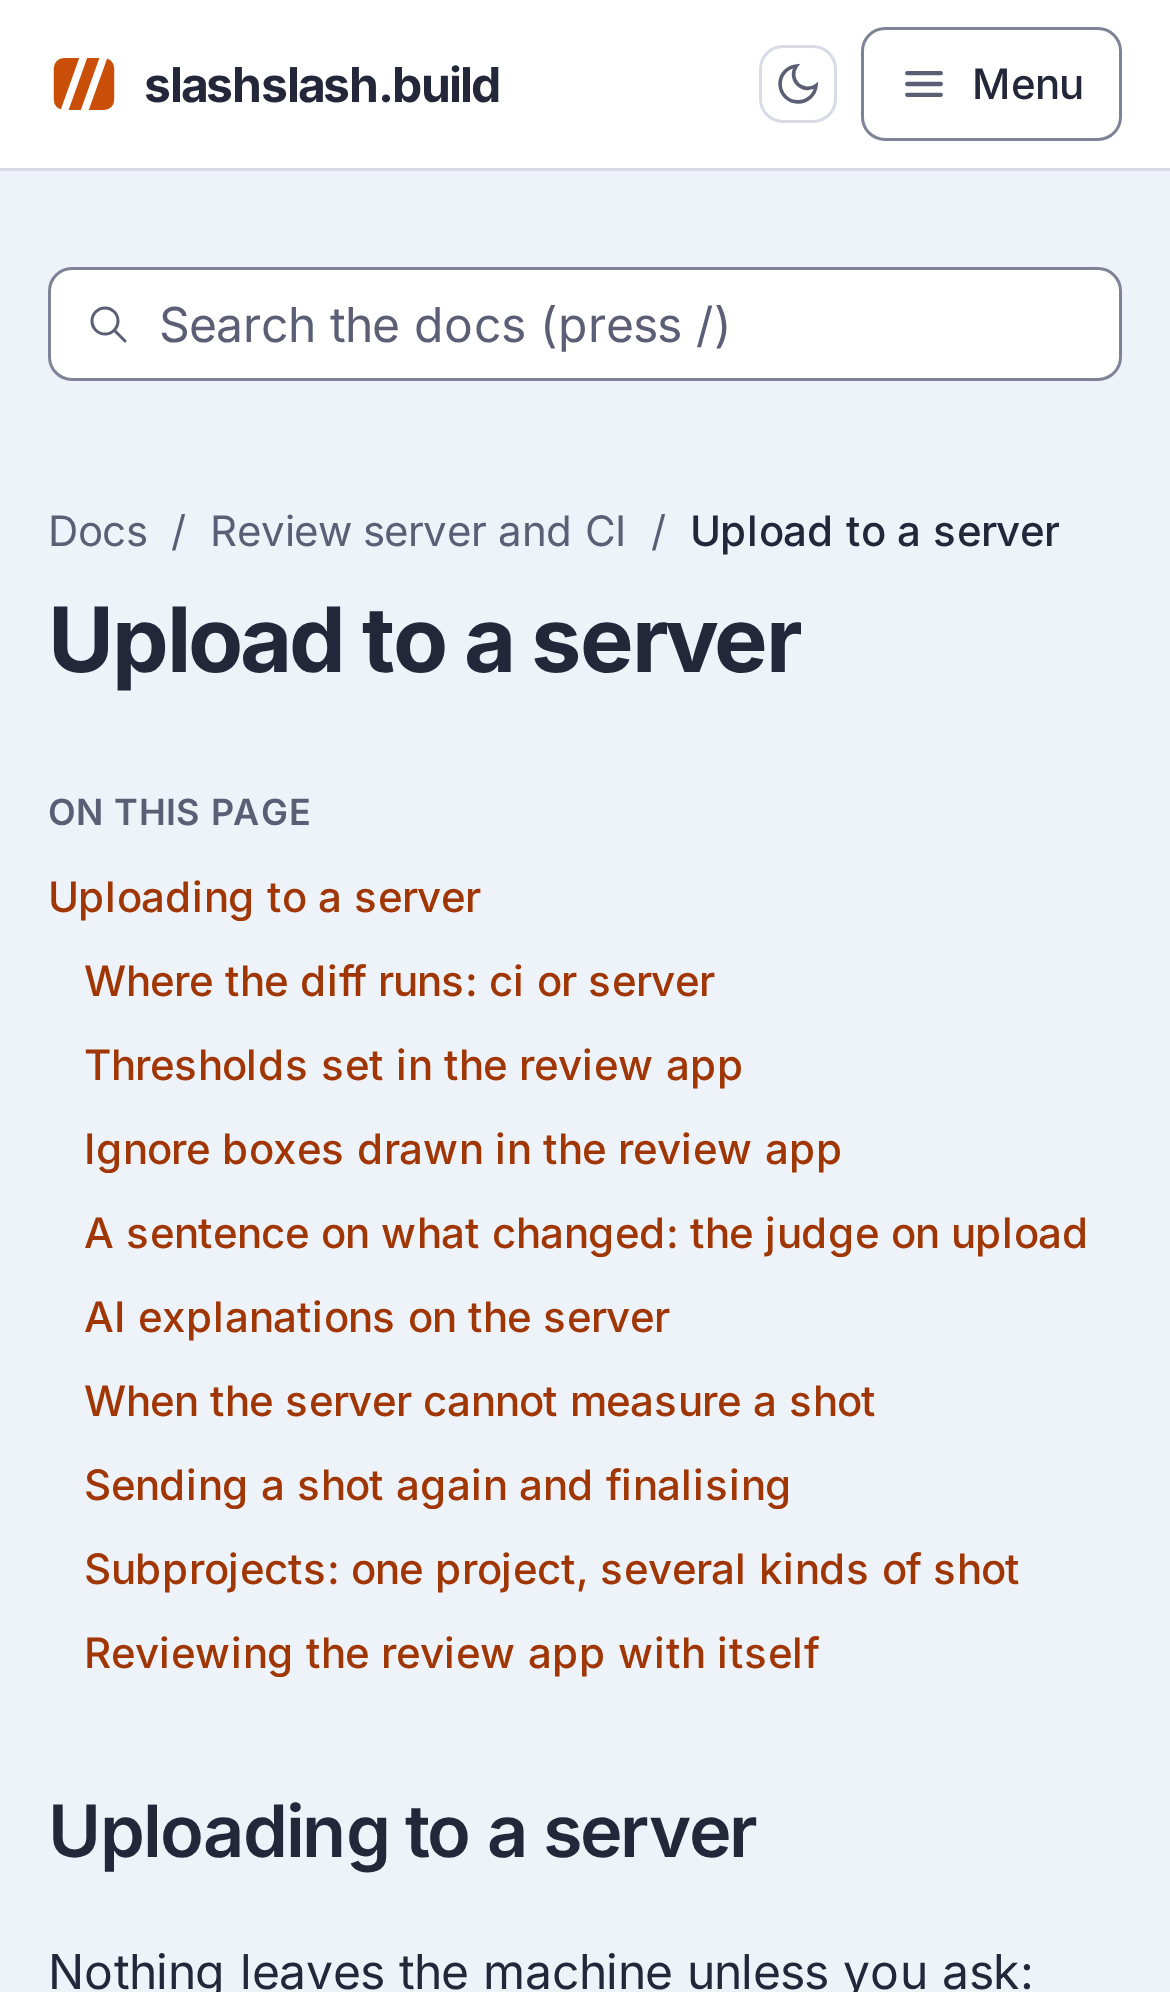 slashslash.build
Menu
Search the docs (press /)
Docs / Review server and CI / Upload to a server
Upload to a server
ON THIS PAGE
Uploading to a server
Where the diff runs: ci or server
Thresholds set in the review app
Ignore boxes drawn in the review app
A sentence on what changed: the judge on upload
AI explanations on the server
When the server cannot measure a shot
Sending a shot again and finalising
Subprojects: one project, several kinds of shot
Reviewing the review app with itself
Uploading to a server
Nothing leaves the machine unless you ask: